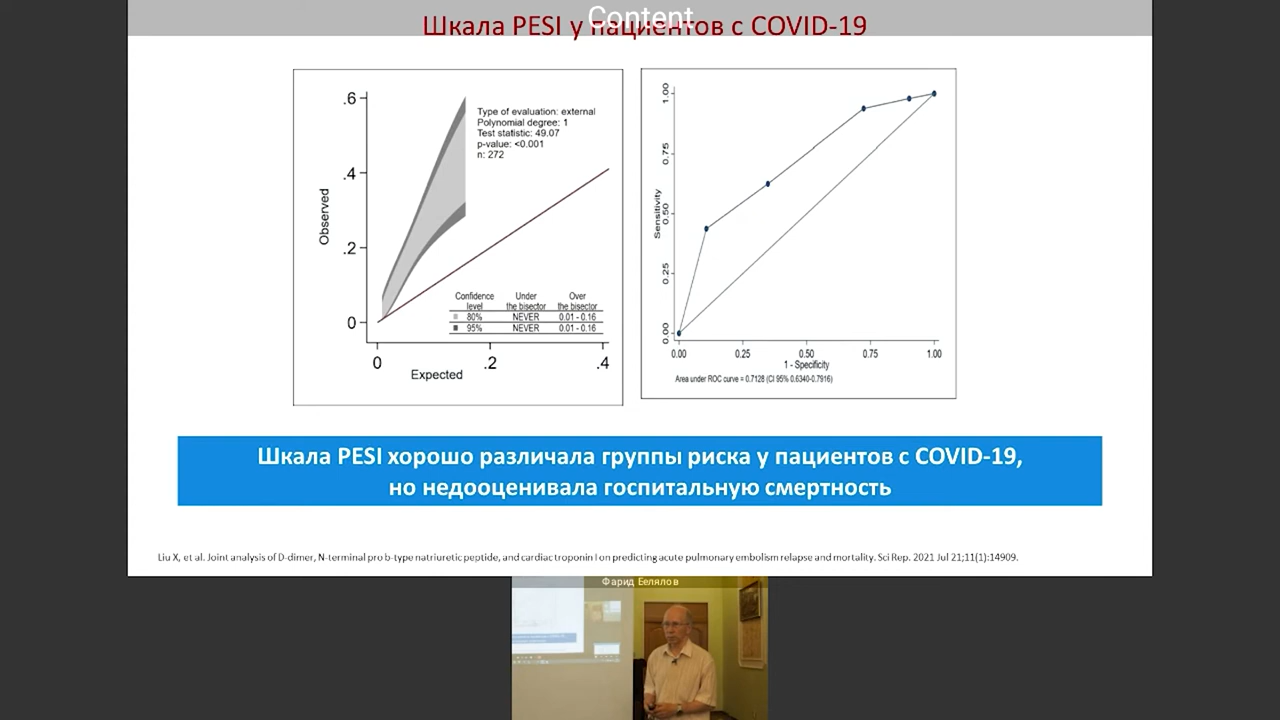 Content
Шкала PESI у пациентов с COVID-19
.6
.4
.2
0
Observed
0
.2
.4
Expected
Type of evaluation: external
Polynomial degree: 1
Test statistic: 49.07
p-value: <0.001
n: 272
Confidence level Under the bisector Over the bisector
80% NEVER 0.01 - 0.16
95% NEVER 0.01 - 0.16
1.00
0.75
0.50
0.25
0.00
Sensitivity
0.00 0.25 0.50 0.75 1.00
1 - Specificity
Area under ROC curve = 0.7128 (CI 95% 0.6340-0.7916)
Шкала PESI хорошо различала группы риска у пациентов с COVID-19,
но недооценивала госпитальную смертность
Liu X, et al. Joint analysis of D-dimer, N-terminal pro b-type natriuretic peptide, and cardiac troponin I on predicting acute pulmonary embolism relapse and mortality. Sci Rep. 2021 Jul 21;11(1):14909.
Фарид Белялов